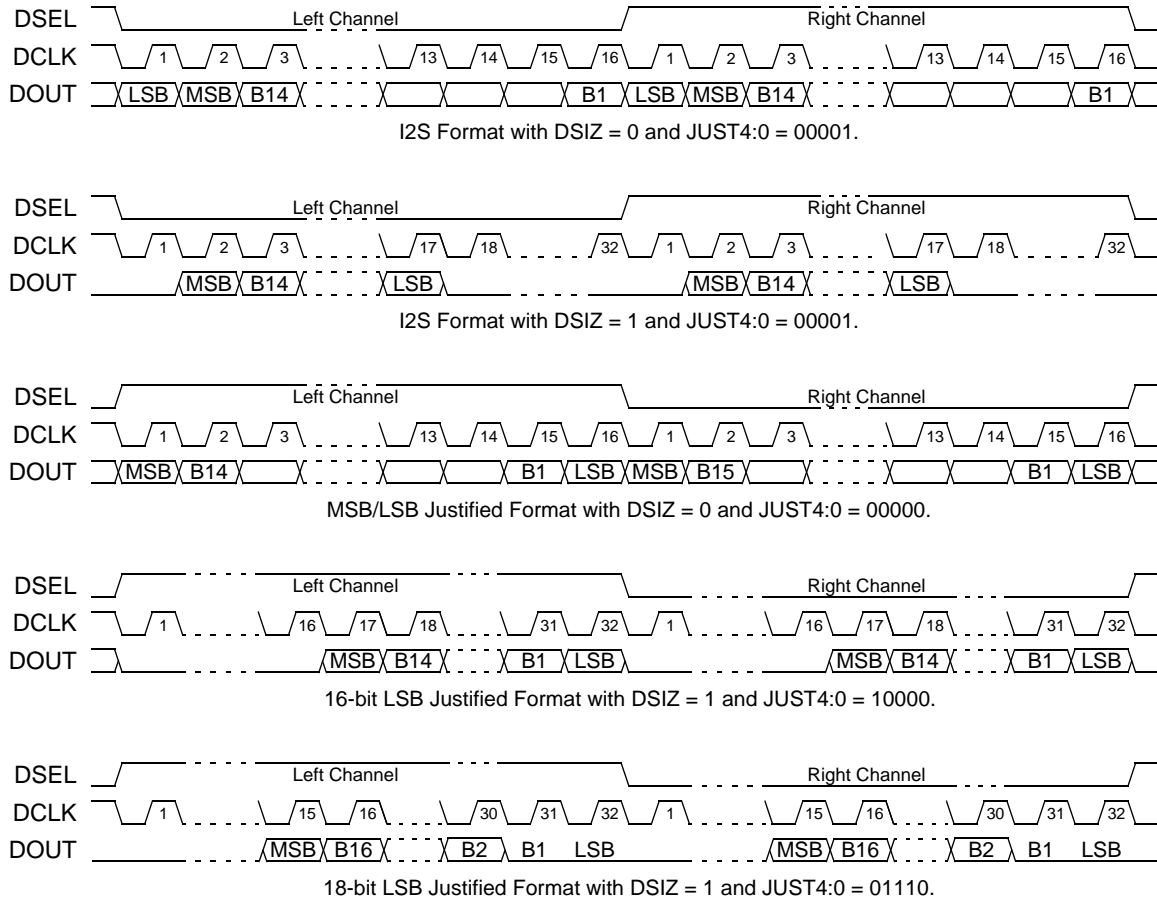 DSEL Left Channel Right Channel
DCLK 1 2 3 13 14 15 16 1 2 3 13 14 15 16
DOUT LSB MSB B14 B1 LSB MSB B14 B1
I2S Format with DSIZ = 0 and JUST4:0 = 00001.
DSEL Left Channel Right Channel
DCLK 1 2 3 17 18 32 1 2 3 17 18 32
DOUT MSB B14 LSB MSB B14 LSB
I2S Format with DSIZ = 1 and JUST4:0 = 00001.
DSEL Left Channel Right Channel
DCLK 1 2 3 13 14 15 16 1 2 3 13 14 15 16
DOUT MSB B14 B1 LSB MSB B15 B1 LSB
MSB/LSB Justified Format with DSIZ = 0 and JUST4:0 = 00000.
DSEL Left Channel Right Channel
DCLK 1 16 17 18 31 32 1 16 17 18 31 32
DOUT MSB B14 B1 LSB MSB B14 B1 LSB
16-bit LSB Justified Format with DSIZ = 1 and JUST4:0 = 10000.
DSEL Left Channel Right Channel
DCLK 1 15 16 30 31 32 1 15 16 30 31 32
DOUT MSB B16 B2 B1 LSB MSB B16 B2 B1 LSB
18-bit LSB Justified Format with DSIZ = 1 and JUST4:0 = 01110.